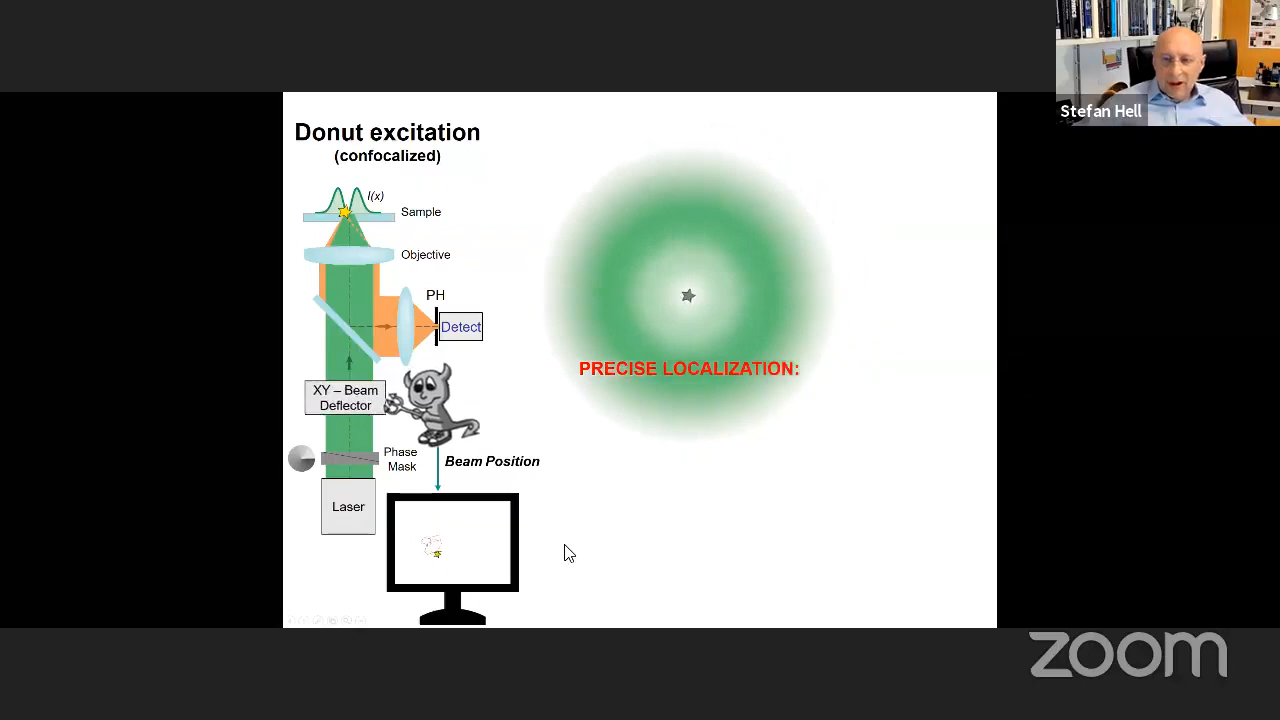 Stefan Hell
Donut excitation
(confocalized)
I(x)
Sample
Objective
PH
Detect
PRECISE LOCALIZATION:
XY – Beam
Deflector
Phase
Mask
Beam Position
Laser
zoom